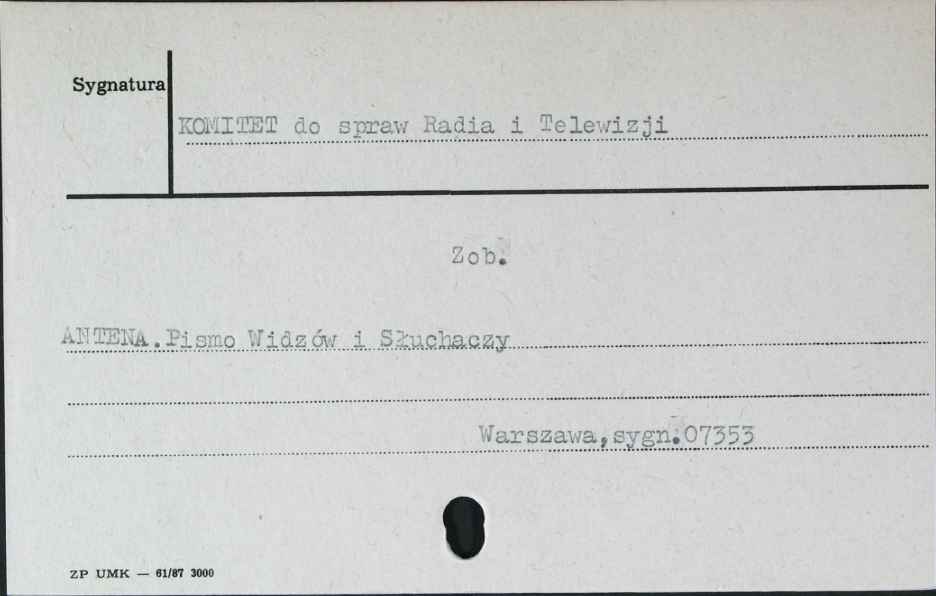 Sygnatura
KOMITET do spraw Radia i Telewizji
Zob.
ANTENA.Pismo Widzów i Słuchaczy
Warszawa,sygn.07353
ZP UMK — 61/87 3000